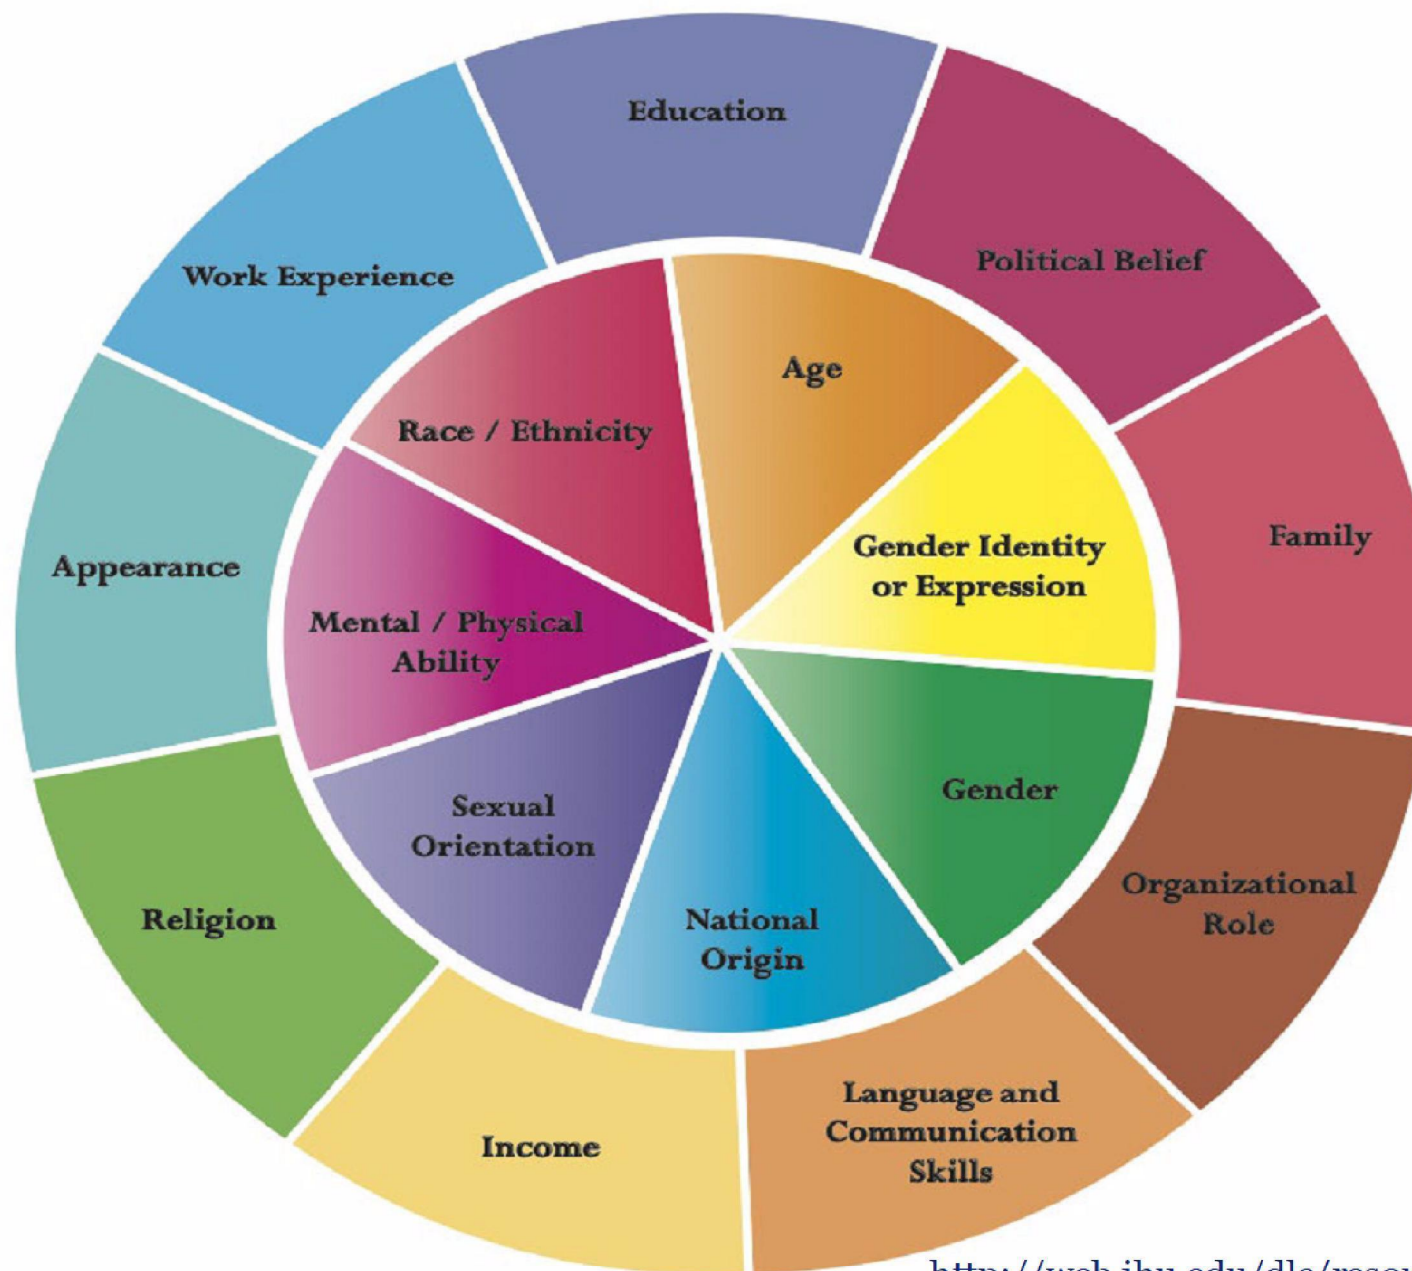 Education
Political Belief
Work Experience
Age
Race / Ethnicity
Family
Gender Identity
or Expression
Appearance
Mental / Physical
Ability
Gender
Sexual
Orientation
Organizational
Role
Religion
National
Origin
Language and
Communication
Skills
Income